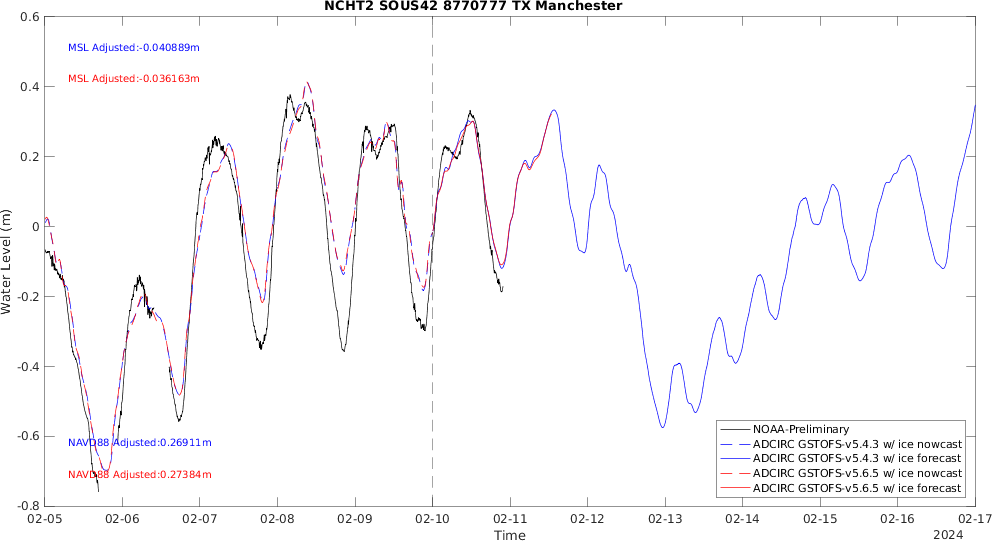 NCHT2 SOUS42 8770777 TX Manchester
MSL Adjusted:-0.040889m
MSL Adjusted:-0.036163m
NAVD88 Adjusted:0.26911m
NAVD88 Adjusted:0.27384m
Water Level (m)
0.6
0.4
0.2
0
-0.2
-0.4
-0.6
-0.8
NOAA-Preliminary
ADCIRC GSTOFS-v5.4.3 w/ ice nowcast
ADCIRC GSTOFS-v5.4.3 w/ ice forecast
ADCIRC GSTOFS-v5.6.5 w/ ice nowcast
ADCIRC GSTOFS-v5.6.5 w/ ice forecast
02-05 02-06 02-07 02-08 02-09 02-10 02-11 02-12 02-13 02-14 02-15 02-16 02-17
Time
2024